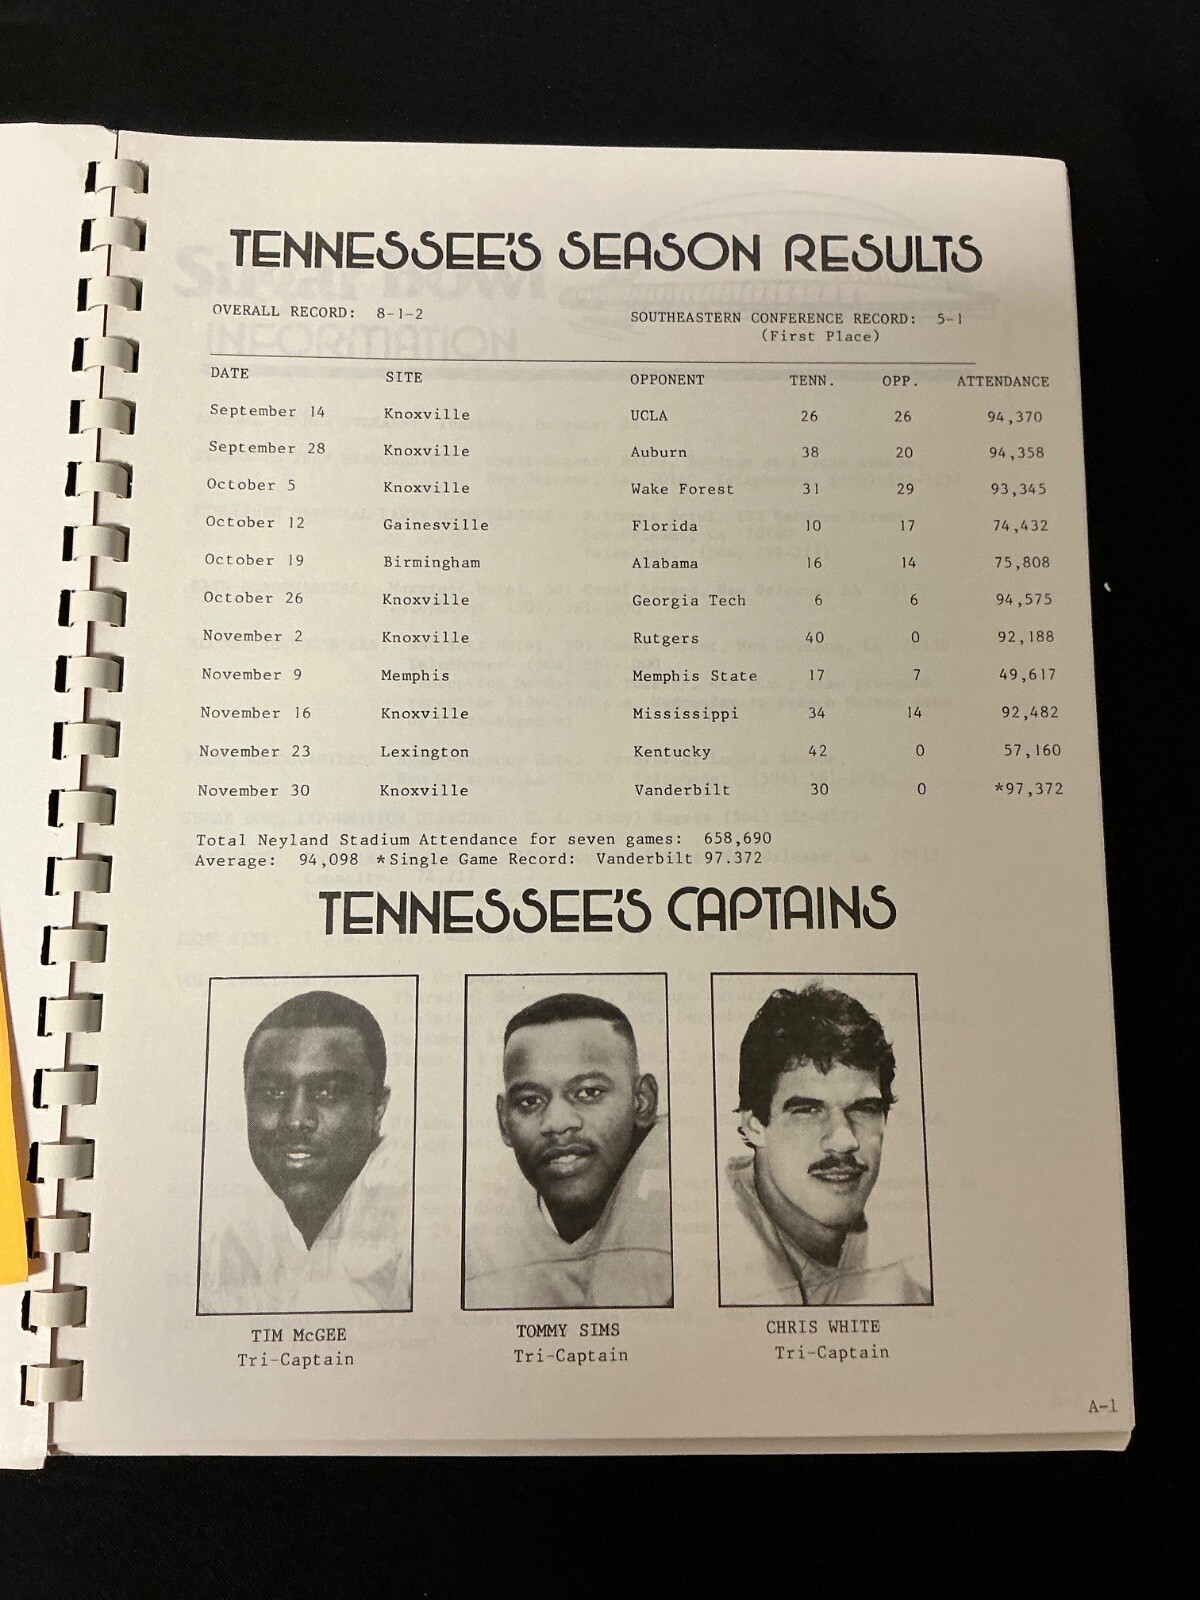 TENNESSEE'S SEASON RESULTS
OVERALL RECORD: 8-1-2 SOUTHEASTERN CONFERENCE RECORD: 5-1
(First Place)
DATE SITE OPPONENT TENN. OPP. ATTENDANCE
September 14 Knoxville UCLA 26 26 94,370
September 28 Knoxville Auburn 38 20 94,358
October 5 Knoxville Wake Forest 31 29 93,345
October 12 Gainesville Florida 10 17 74,432
October 19 Birmingham Alabama 16 14 75,808
October 26 Knoxville Georgia Tech 6 6 94,575
November 2 Knoxville Rutgers 40 0 92,188
November 9 Memphis Memphis State 17 7 49,617
November 16 Knoxville Mississippi 34 14 92,482
November 23 Lexington Kentucky 42 0 57,160
November 30 Knoxville Vanderbilt 30 0 *97,372
Total Neyland Stadium Attendance for seven games: 658,690
Average: 94,098 *Single Game Record: Vanderbilt 97.372
TENNESSEE'S CAPTAINS
TIM McGEE TOMMY SIMS CHRIS WHITE
Tri-Captain Tri-Captain Tri-Captain
A-1